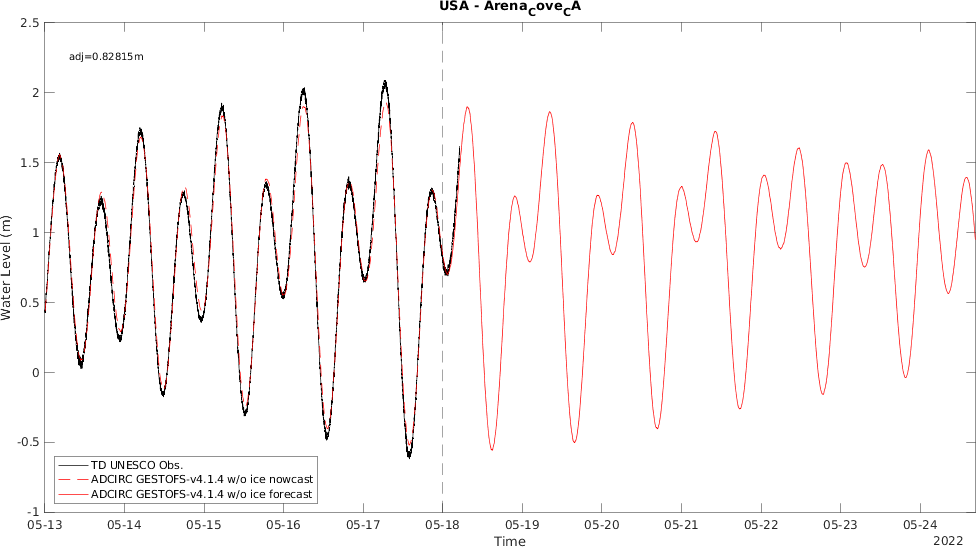 USA - Arena_Cove_CA
adj=0.82815m
2.5
2
1.5
1
0.5
0
-0.5
-1
Water Level (m)
TD UNESCO Obs.
ADCIRC GESTOFS-v4.1.4 w/o ice nowcast
ADCIRC GESTOFS-v4.1.4 w/o ice forecast
05-13 05-14 05-15 05-16 05-17 05-18 05-19 05-20 05-21 05-22 05-23 05-24
Time
2022